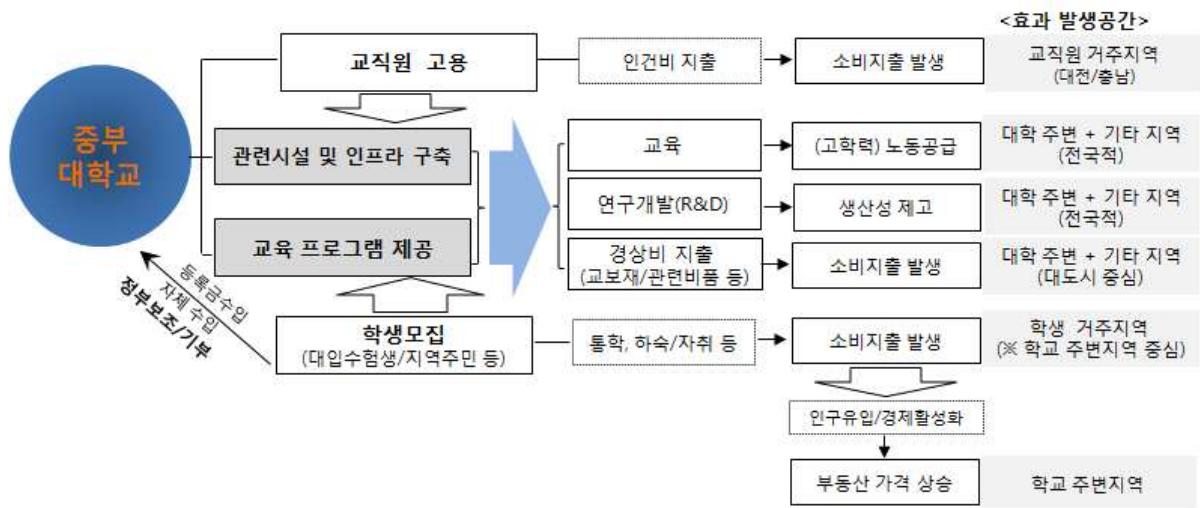 <효과 발생공간>
중부
대학교
교직원 고용
인건비 지출
소비지출 발생
교직원 거주지역
(대전/충남)
관련시설 및 인프라 구축
교육
(고학력) 노동공급
대학 주변 + 기타 지역
(전국적)
연구개발(R&D)
생산성 제고
대학 주변 + 기타 지역
(전국적)
교육 프로그램 제공
경상비 지출
(교보재/관련비품 등)
소비지출 발생
대학 주변 + 기타 지역
(대도시 중심)
등록금수입
자체 수입
정부보조/기부
학생모집
(대입수험생/지역주민 등)
통학, 하숙/자취 등
소비지출 발생
학생 거주지역
(※ 학교 주변지역 중심)
인구유입/경제활성화
부동산 가격 상승
학교 주변지역